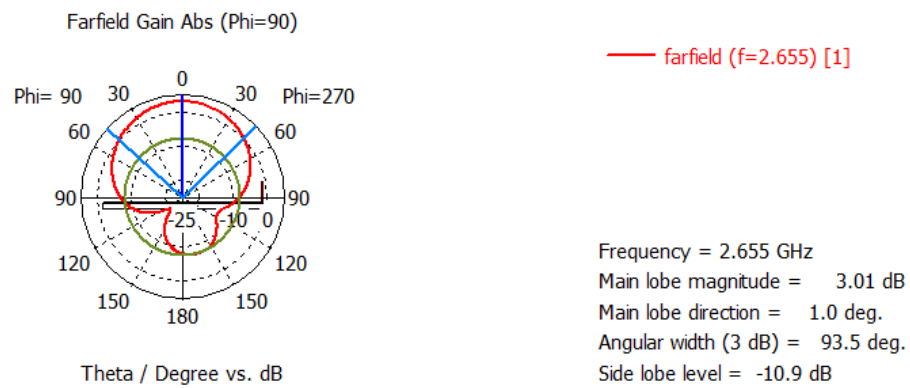 Farfield Gain Abs (Phi=90)
farfield (f=2.655) [1]
0
Phi= 90 30 30 Phi=270
60 60
90 90
-25 -10 0
120 120
150 150
180
Theta / Degree vs. dB
Frequency = 2.655 GHz
Main lobe magnitude = 3.01 dB
Main lobe direction = 1.0 deg.
Angular width (3 dB) = 93.5 deg.
Side lobe level = -10.9 dB